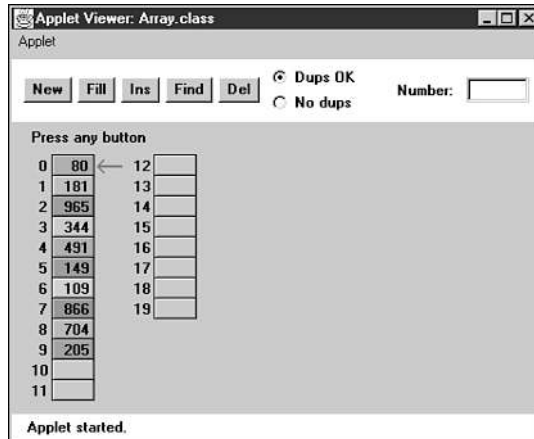 Applet Viewer: Array.class
Applet
New Fill Ins Find Del
Dups OK
No dups
Number:
Press any button
0 80 12
1 181 13
2 965 14
3 344 15
4 491 16
5 149 17
6 109 18
7 866 19
8 704
9 205
10
11
Applet started.